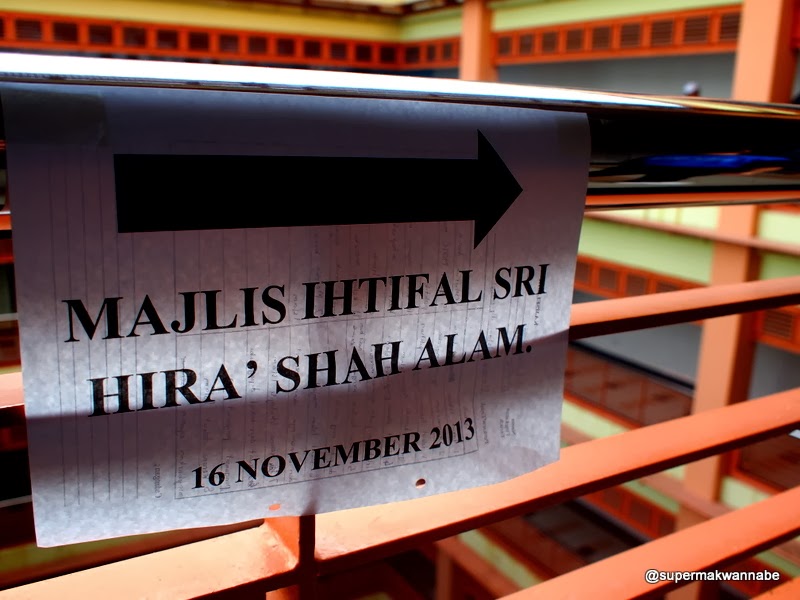 MAJLIS IHTIFAL SRI
HIRA' SHAH ALAM.
16 NOVEMBER 2013
@supermakwannabe